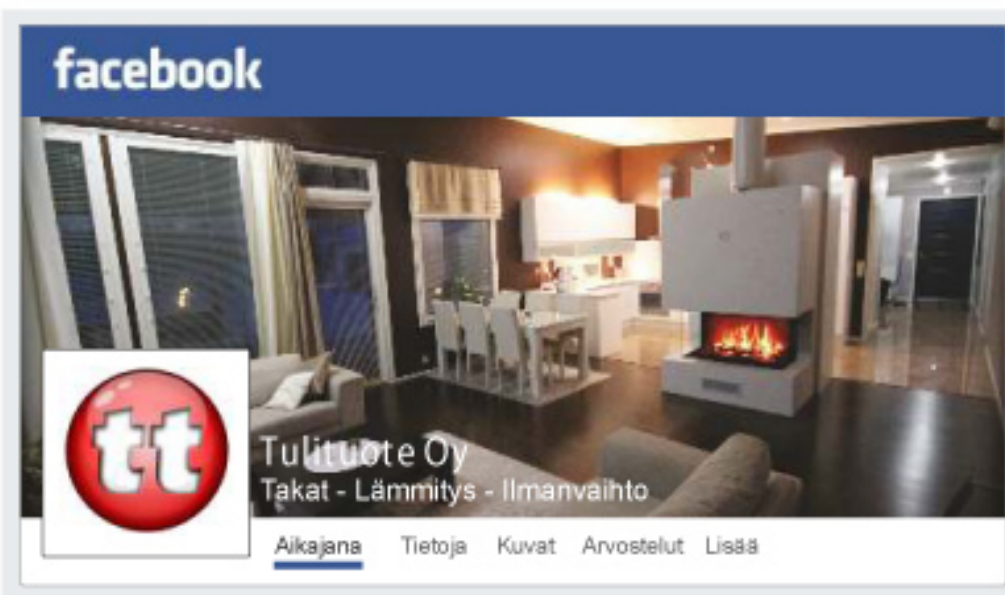 facebook
tt
Tulituote Oy
Takat - Lämmitys - Ilmanvaihto
Aikajana Tietoja Kuvat Arvostelut Lisää